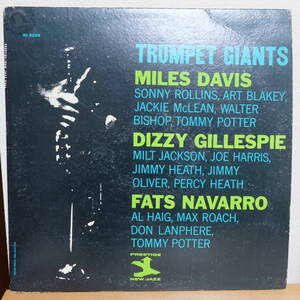 TRUMPET GIANTS
MILES DAVIS
SONNY ROLLINS, ART BLAKEY,
JACKIE McLEAN, WALTER
BISHOP, TOMMY POTTER
DIZZY GILLESPIE
MILT JACKSON, JOE HARRIS,
JIMMY HEATH, JIMMY
OLIVER, PERCY HEATH
FATS NAVARRO
AL HAIG, MAX ROACH,
DON LANPHERE,
TOMMY POTTER
PRESTIGE
NEW JAZZ